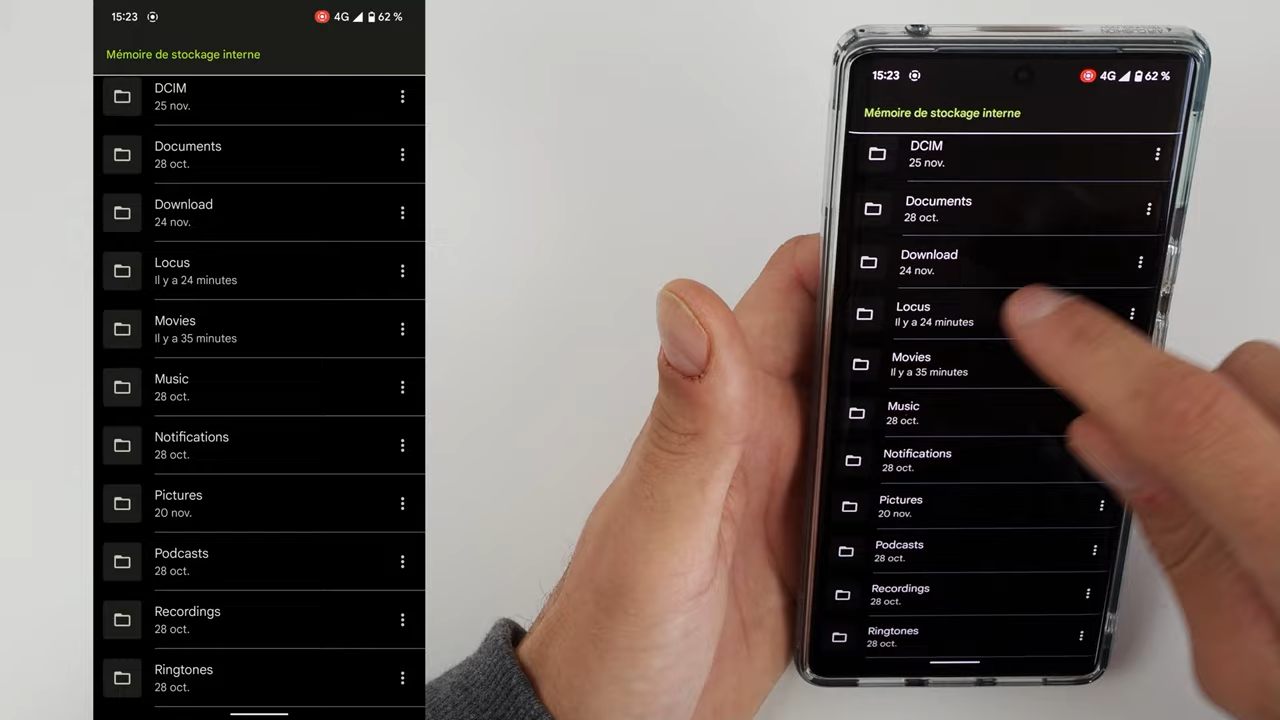 15:23 4G 62 %
Mémoire de stockage interne
DCIM
25 nov.
Documents
28 oct.
Download
24 nov.
Locus
Il y a 24 minutes
Movies
Il y a 35 minutes
Music
28 oct.
Notifications
28 oct.
Pictures
20 nov.
Podcasts
28 oct.
Recordings
28 oct.
Ringtones
28 oct.
15:23 4G 62 %
Mémoire de stockage interne
DCIM
25 nov.
Documents
28 oct.
Download
24 nov.
Locus
Il y a 24 minutes
Movies
Il y a 35 minutes
Music
28 oct.
Notifications
28 oct.
Pictures
20 nov.
Podcasts
28 oct.
Recordings
28 oct.
Ringtones
28 oct.